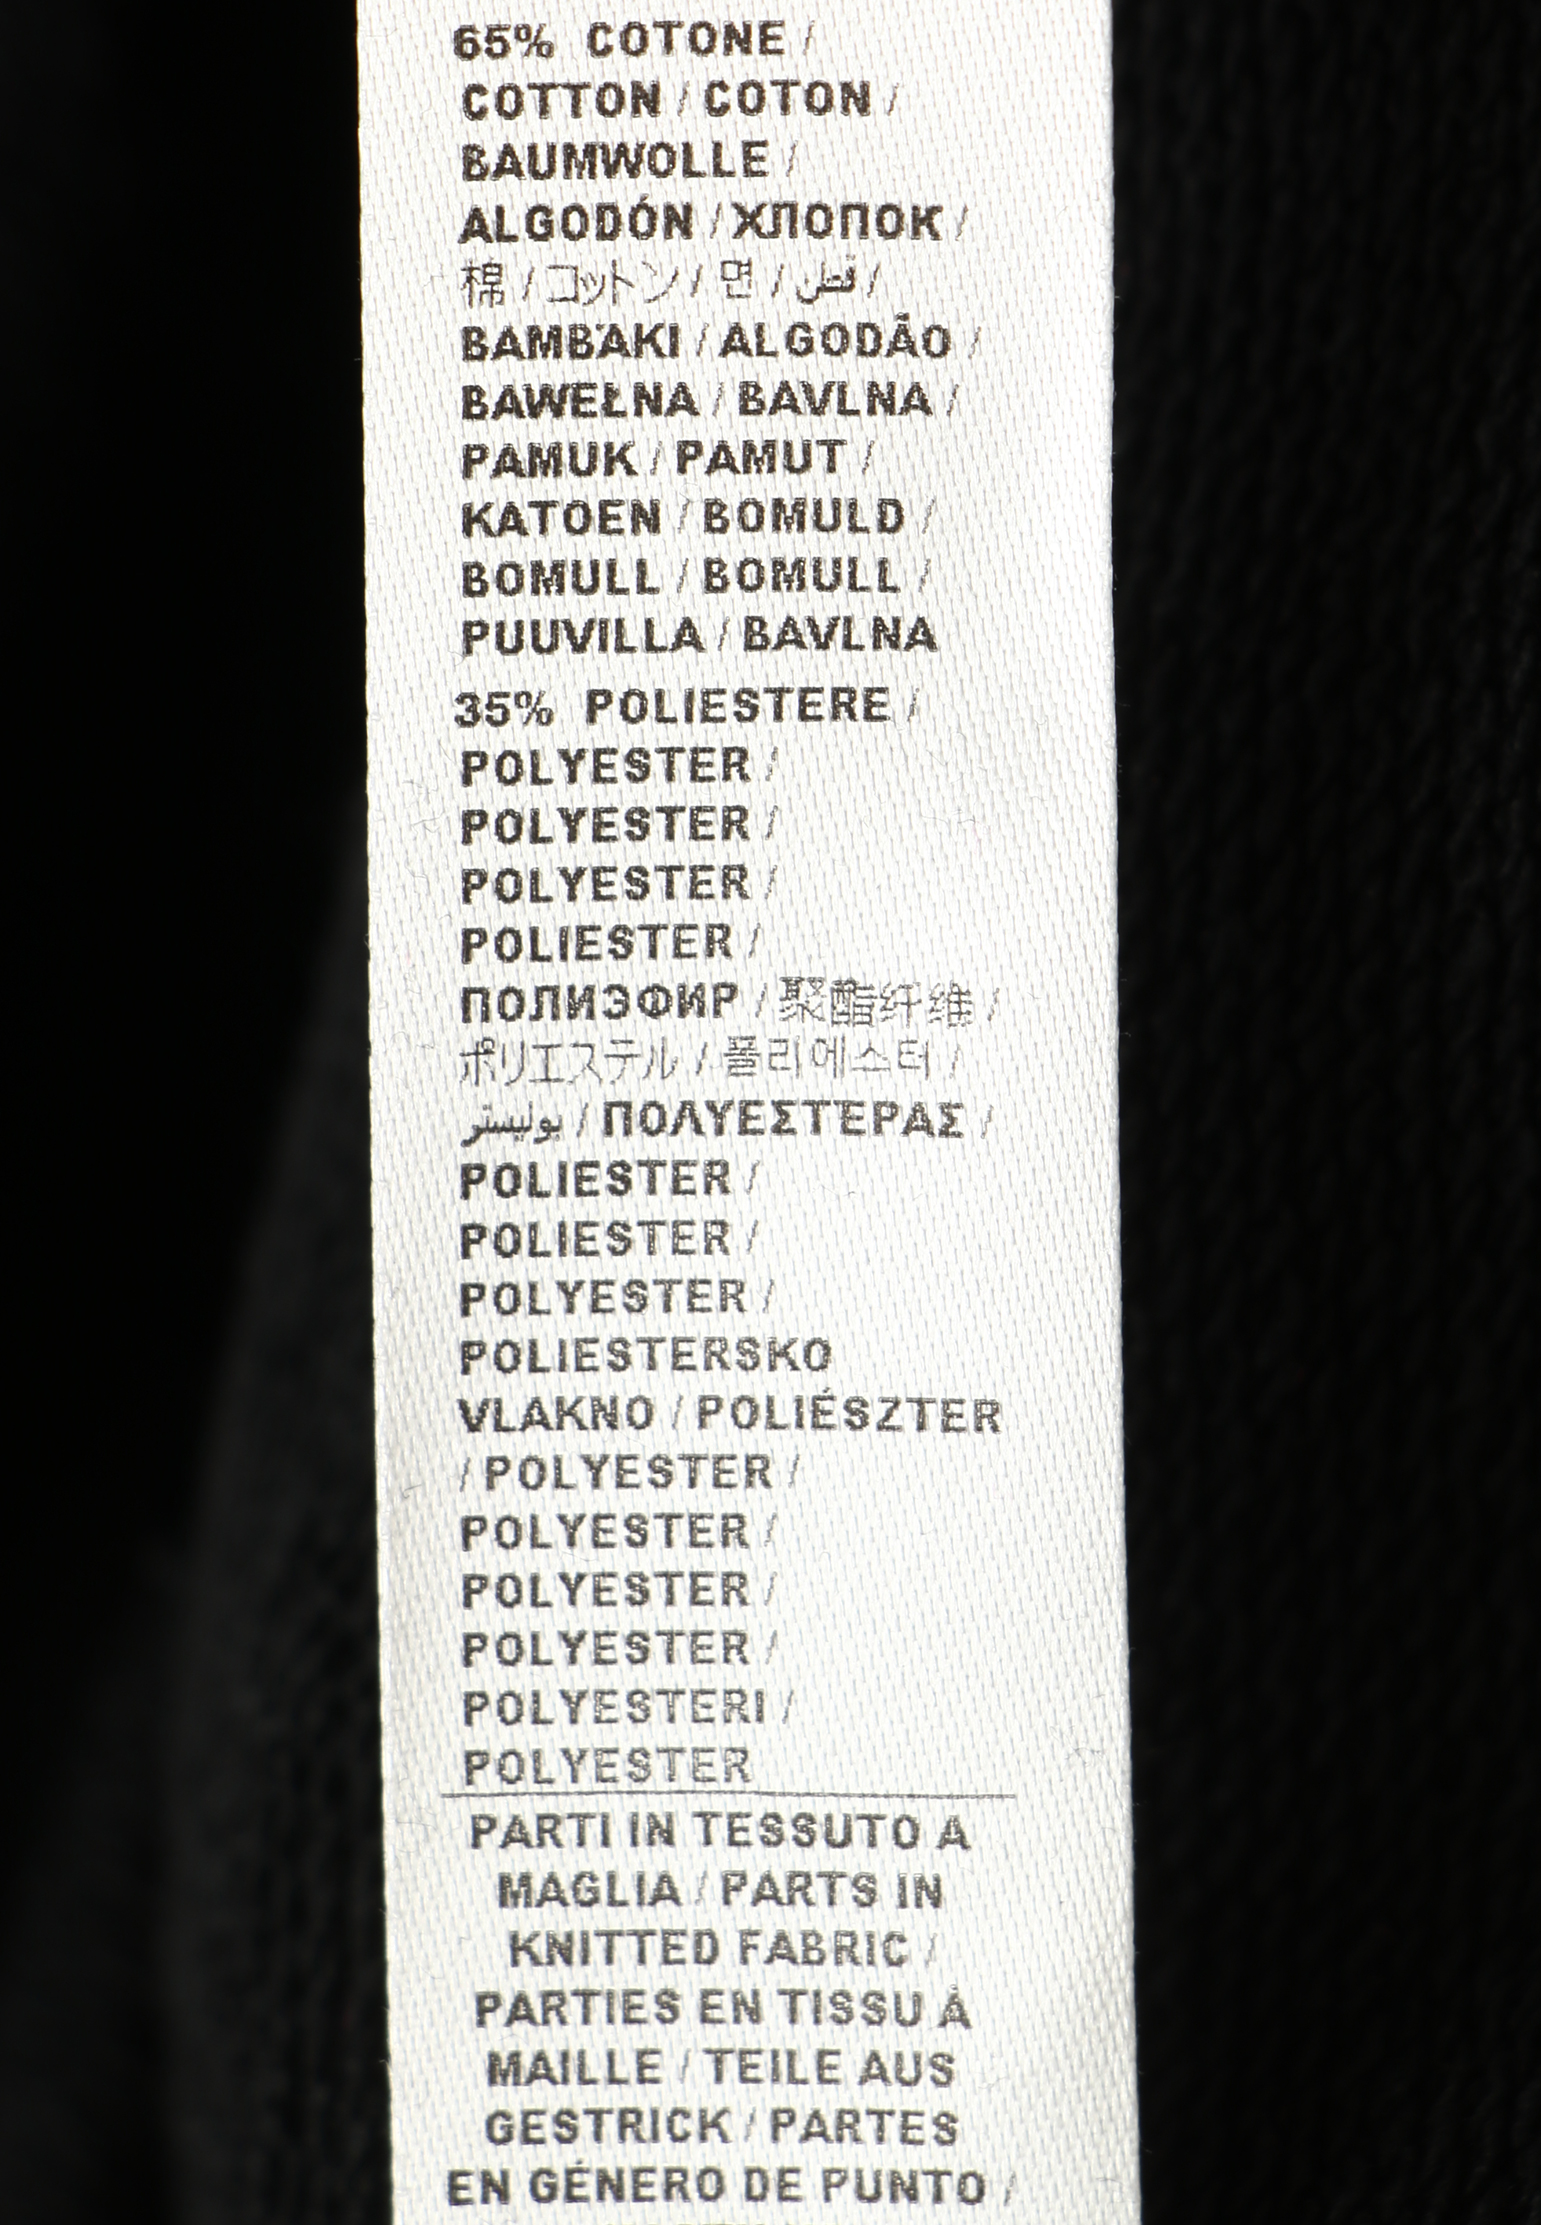 65% COTONE /
COTTON / COTON /
BAUMWOLLE /
ALGODÓN / ХЛОПОК /
棉 / コットン / 면 / قطن /
ΒΑΜΒΆΚΙ / ALGODÃO /
BAWEŁNA / BAVLNA /
PAMUK / PAMUT /
KATOEN / BOMULD /
BOMULL / BOMULL /
PUUVILLA / BAVLNA
35% POLIESTERE /
POLYESTER /
POLYESTER /
POLYESTER /
POLIESTER /
ПОЛИЭФИР / 聚酯纤维 /
ポリエステル / 폴리에스터 /
بوليستر / ΠΟΛΥΕΣΤΈΡΑΣ /
POLIESTER /
POLIESTER /
POLYESTER /
POLIESTERSKO
VLAKNO / POLIÉSZTER
/ POLYESTER /
POLYESTER /
POLYESTER /
POLYESTER /
POLYESTERI /
POLYESTER
PARTI IN TESSUTO A
MAGLIA / PARTS IN
KNITTED FABRIC /
PARTIES EN TISSU À
MAILLE / TEILE AUS
GESTRICK / PARTES
EN GÉNERO DE PUNTO /